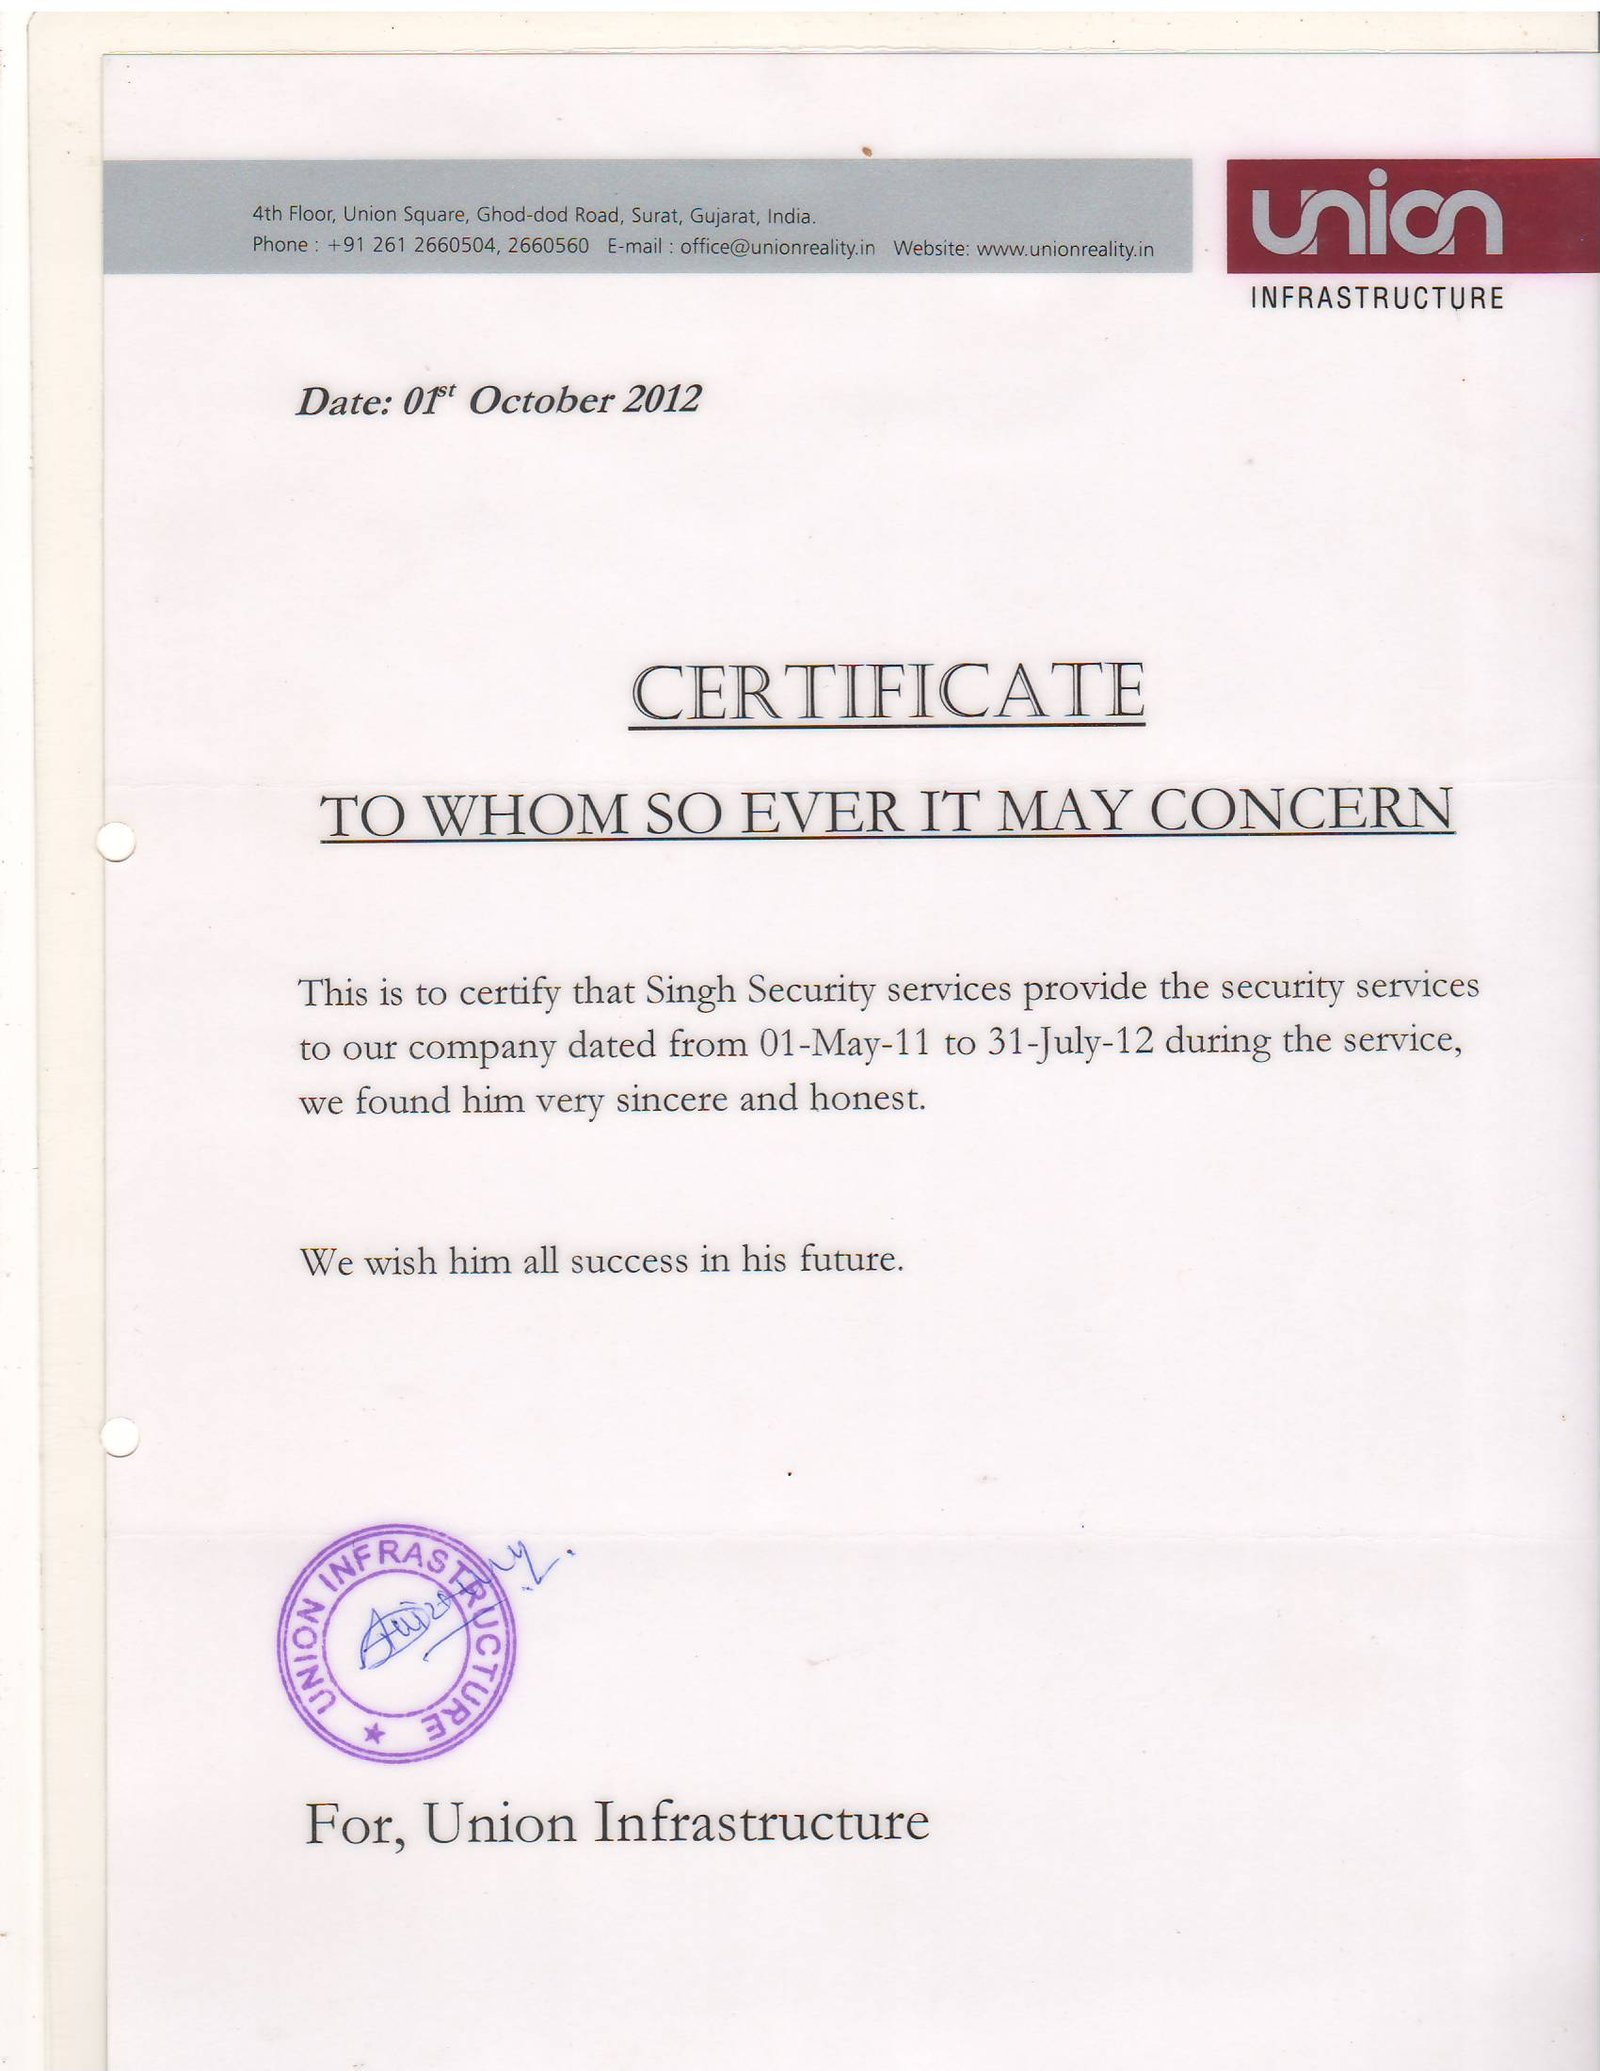 4th Floor, Union Square, Ghod-dod Road, Surat, Gujarat, India.
Phone : +91 261 2660504, 2660560 E-mail : office@unionreality.in Website: www.unionreality.in
union
INFRASTRUCTURE
Date: 01st October 2012
CERTIFICATE
TO WHOM SO EVER IT MAY CONCERN
This is to certify that Singh Security services provide the security services
to our company dated from 01-May-11 to 31-July-12 during the service,
we found him very sincere and honest.
We wish him all success in his future.
UNION INFRASTRUCTURE ★
For, Union Infrastructure